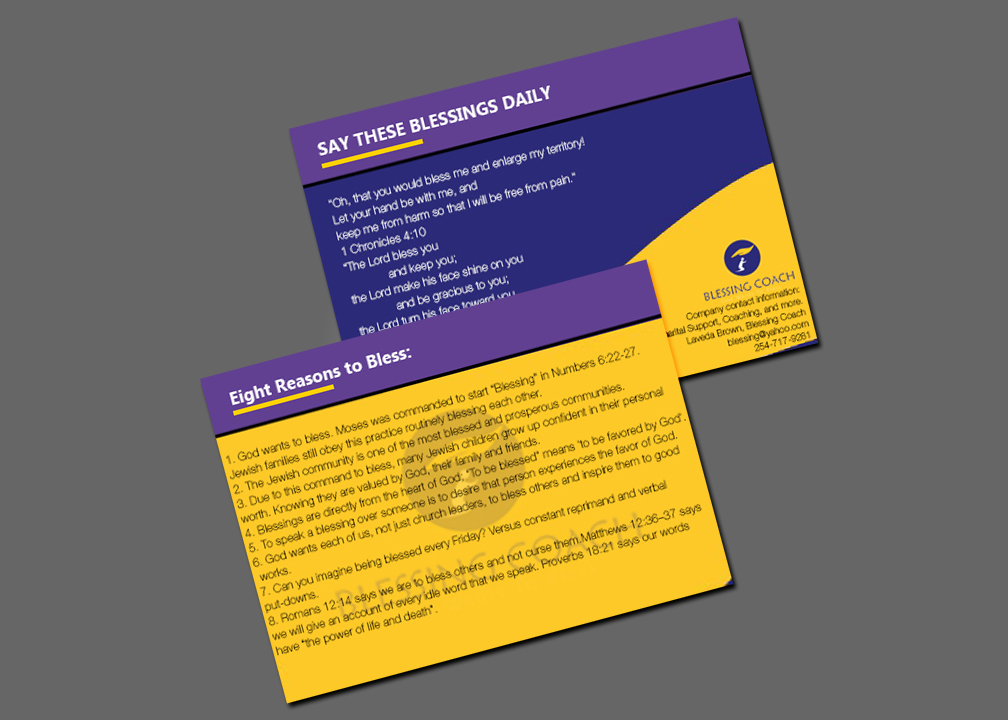 SAY THESE BLESSINGS DAILY
"Oh, that you would bless me and enlarge my territory!
Let your hand be with me, and
keep me from harm so that I will be free from pain."
1 Chronicles 4:10
"The Lord bless you
and keep you;
the Lord make his face shine on you
and be gracious to you;
the Lord turn his face toward you
BLESSING COACH
Company contact information:
Support, Coaching, and more.
Laveda Brown, Blessing Coach
blessing@yahoo.com
254-717-9261
Eight Reasons to Bless:
1. God wants to bless. Moses was commanded to start "Blessing" in Numbers 6:22-27.
Jewish families still obey this practice routinely blessing each other.
2. The Jewish community is one of the most blessed and prosperous communities.
3. Due to this command to bless, many Jewish children grow up confident in their personal
worth. Knowing they are valued by God, their family and friends.
4. Blessings are directly from the heart of God. "To be blessed" means 'to be favored by God'.
5. To speak a blessing over someone is to desire that person experiences the favor of God.
6. God wants each of us, not just church leaders, to bless others and inspire them to good
works.
7. Can you imagine being blessed every Friday? Versus constant reprimand and verbal
put-downs.
8. Romans 12:14 says we are to bless others and not curse them.Matthews 12:36–37 says
we will give an account of every idle word that we speak. Proverbs 18:21 says our words
have "the power of life and death".
BLESSING COACH